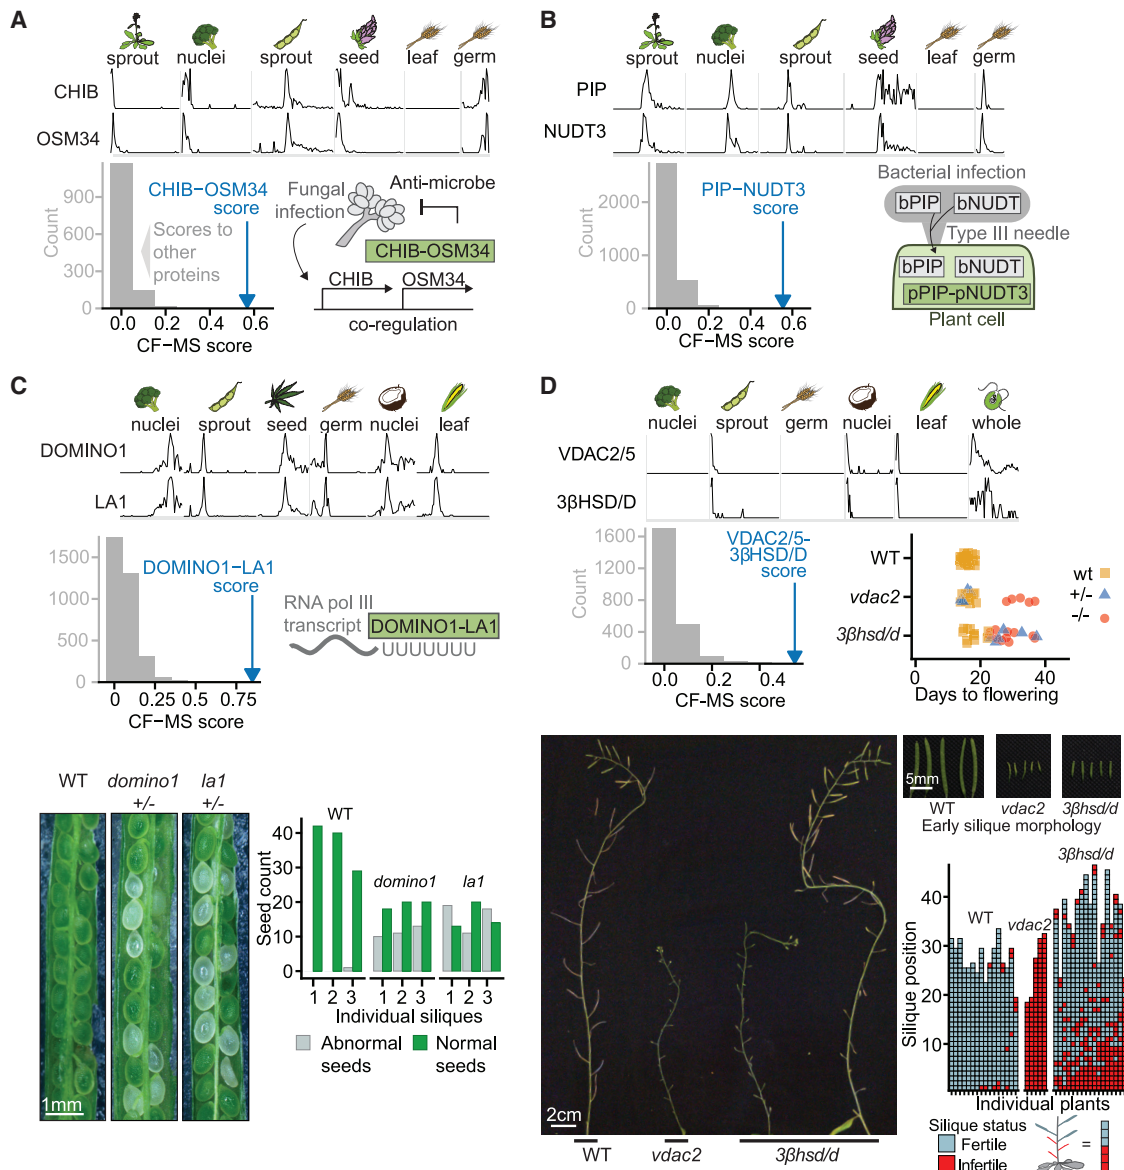 A
sprout nuclei sprout seed leaf germ
CHIB
OSM34
900
600
300
0
Count
CHIB−OSM34
score
Scores to
other
proteins
0.0 0.2 0.4 0.6
CF−MS score
Fungal
infection
Anti-microbe
CHIB-OSM34
CHIB OSM34
co-regulation
B
sprout nuclei sprout seed leaf germ
PIP
NUDT3
2000
1000
0
Count
PIP−NUDT3
score
0.0 0.2 0.4 0.6
CF−MS score
Bacterial infection
bPIP bNUDT
Type III needle
bPIP bNUDT
pPIP-pNUDT3
Plant cell
C
nuclei sprout seed germ nuclei leaf
DOMINO1
LA1
1500
1000
500
0
DOMINO1−LA1
score
0 0.25 0.50 0.75
CF−MS score
RNA pol III
transcript
DOMINO1-LA1
UUUUUUU
WT domino1 +/- la1 +/-
1mm
WT
domino1 la1
40
30
20
10
0
Seed count
1 2 3 1 2 3 1 2 3
Individual siliques
Abnormal
seeds
Normal
seeds
D
nuclei sprout germ nuclei leaf whole
VDAC2/5
3βHSD/D
1600
1200
800
400
0
Count
VDAC2/5-
3βHSD/D
score
0.0 0.2 0.4
CF−MS score
WT
vdac2
3βhsd/d
wt
+/-
-/-
0 20 40
Days to flowering
2cm
WT vdac2 3βhsd/d
5mm
WT vdac2 3βhsd/d
Early silique morphology
3βhsd/d
WT vdac2
40
30
20
10
Silique position
Individual plants
Silique status
Fertile
Infertile
=